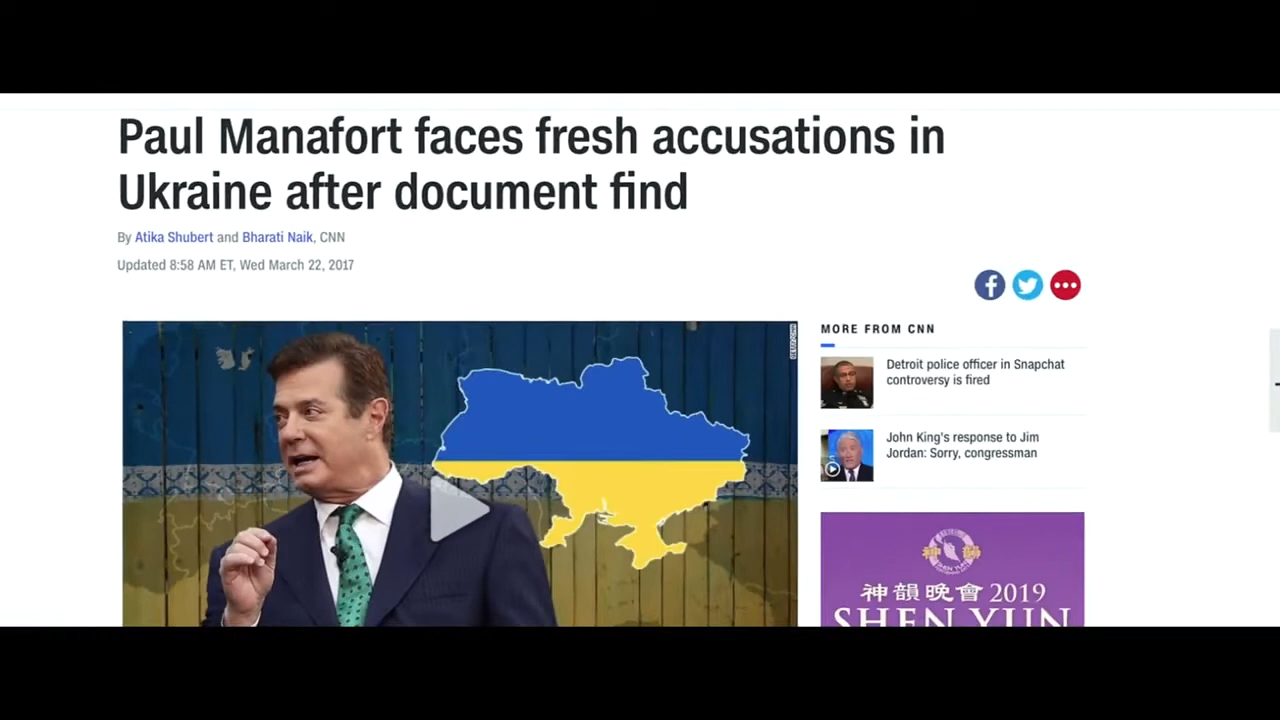 Paul Manafort faces fresh accusations in
Ukraine after document find
By Atika Shubert and Bharati Naik, CNN
Updated 8:58 AM ET, Wed March 22, 2017
MORE FROM CNN
Detroit police officer in Snapchat
controversy is fired
John King's response to Jim
Jordan: Sorry, congressman
神韻晚會 2019
SHEN YUN